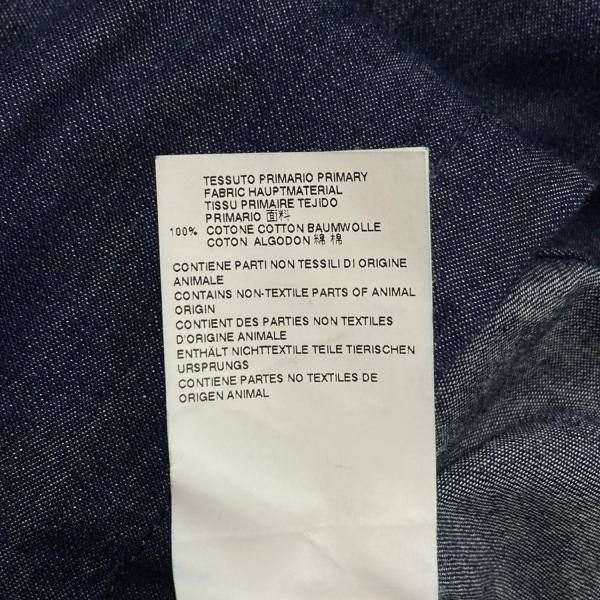 TESSUTO PRIMARIO PRIMARY
FABRIC HAUPTMATERIAL
TISSU PRIMAIRE TEJIDO
PRIMARIO 面料
100% COTONE COTTON BAUMWOLLE
COTON ALGODON 綿 棉
CONTIENE PARTI NON TESSILI DI ORIGINE
ANIMALE
CONTAINS NON-TEXTILE PARTS OF ANIMAL
ORIGIN
CONTIENT DES PARTIES NON TEXTILES
D'ORIGINE ANIMALE
ENTHÄLT NICHTTEXTILE TEILE TIERISCHEN
URSPRUNGS
CONTIENE PARTES NO TEXTILES DE
ORIGEN ANIMAL